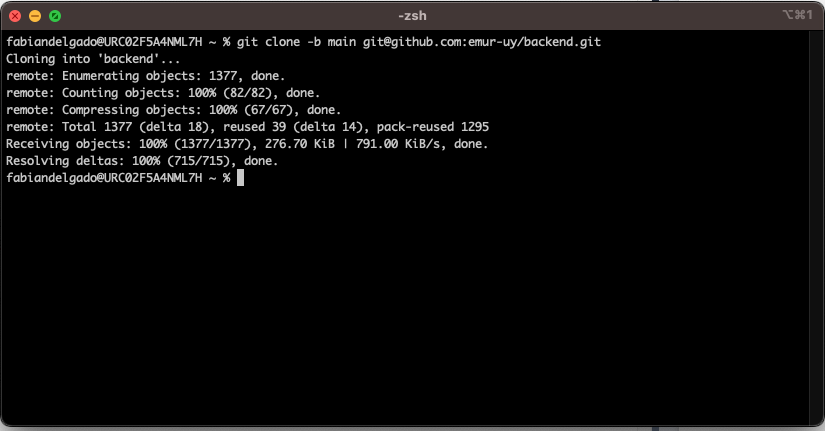 -zsh
⌥⌘1
fabiandelgado@URC02F5A4NML7H ~ % git clone -b main git@github.com:emur-uy/backend.git
Cloning into 'backend'...
remote: Enumerating objects: 1377, done.
remote: Counting objects: 100% (82/82), done.
remote: Compressing objects: 100% (67/67), done.
remote: Total 1377 (delta 18), reused 39 (delta 14), pack-reused 1295
Receiving objects: 100% (1377/1377), 276.70 KiB | 791.00 KiB/s, done.
Resolving deltas: 100% (715/715), done.
fabiandelgado@URC02F5A4NML7H ~ %